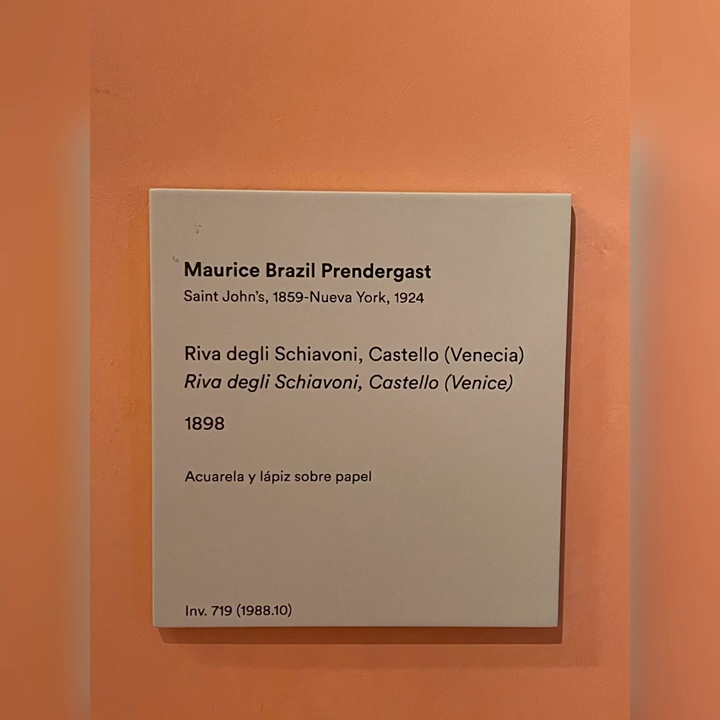 Maurice Brazil Prendergast
Saint John's, 1859-Nueva York, 1924
Riva degli Schiavoni, Castello (Venecia)
Riva degli Schiavoni, Castello (Venice)
1898
Acuarela y lápiz sobre papel
Inv. 719 (1988.10)